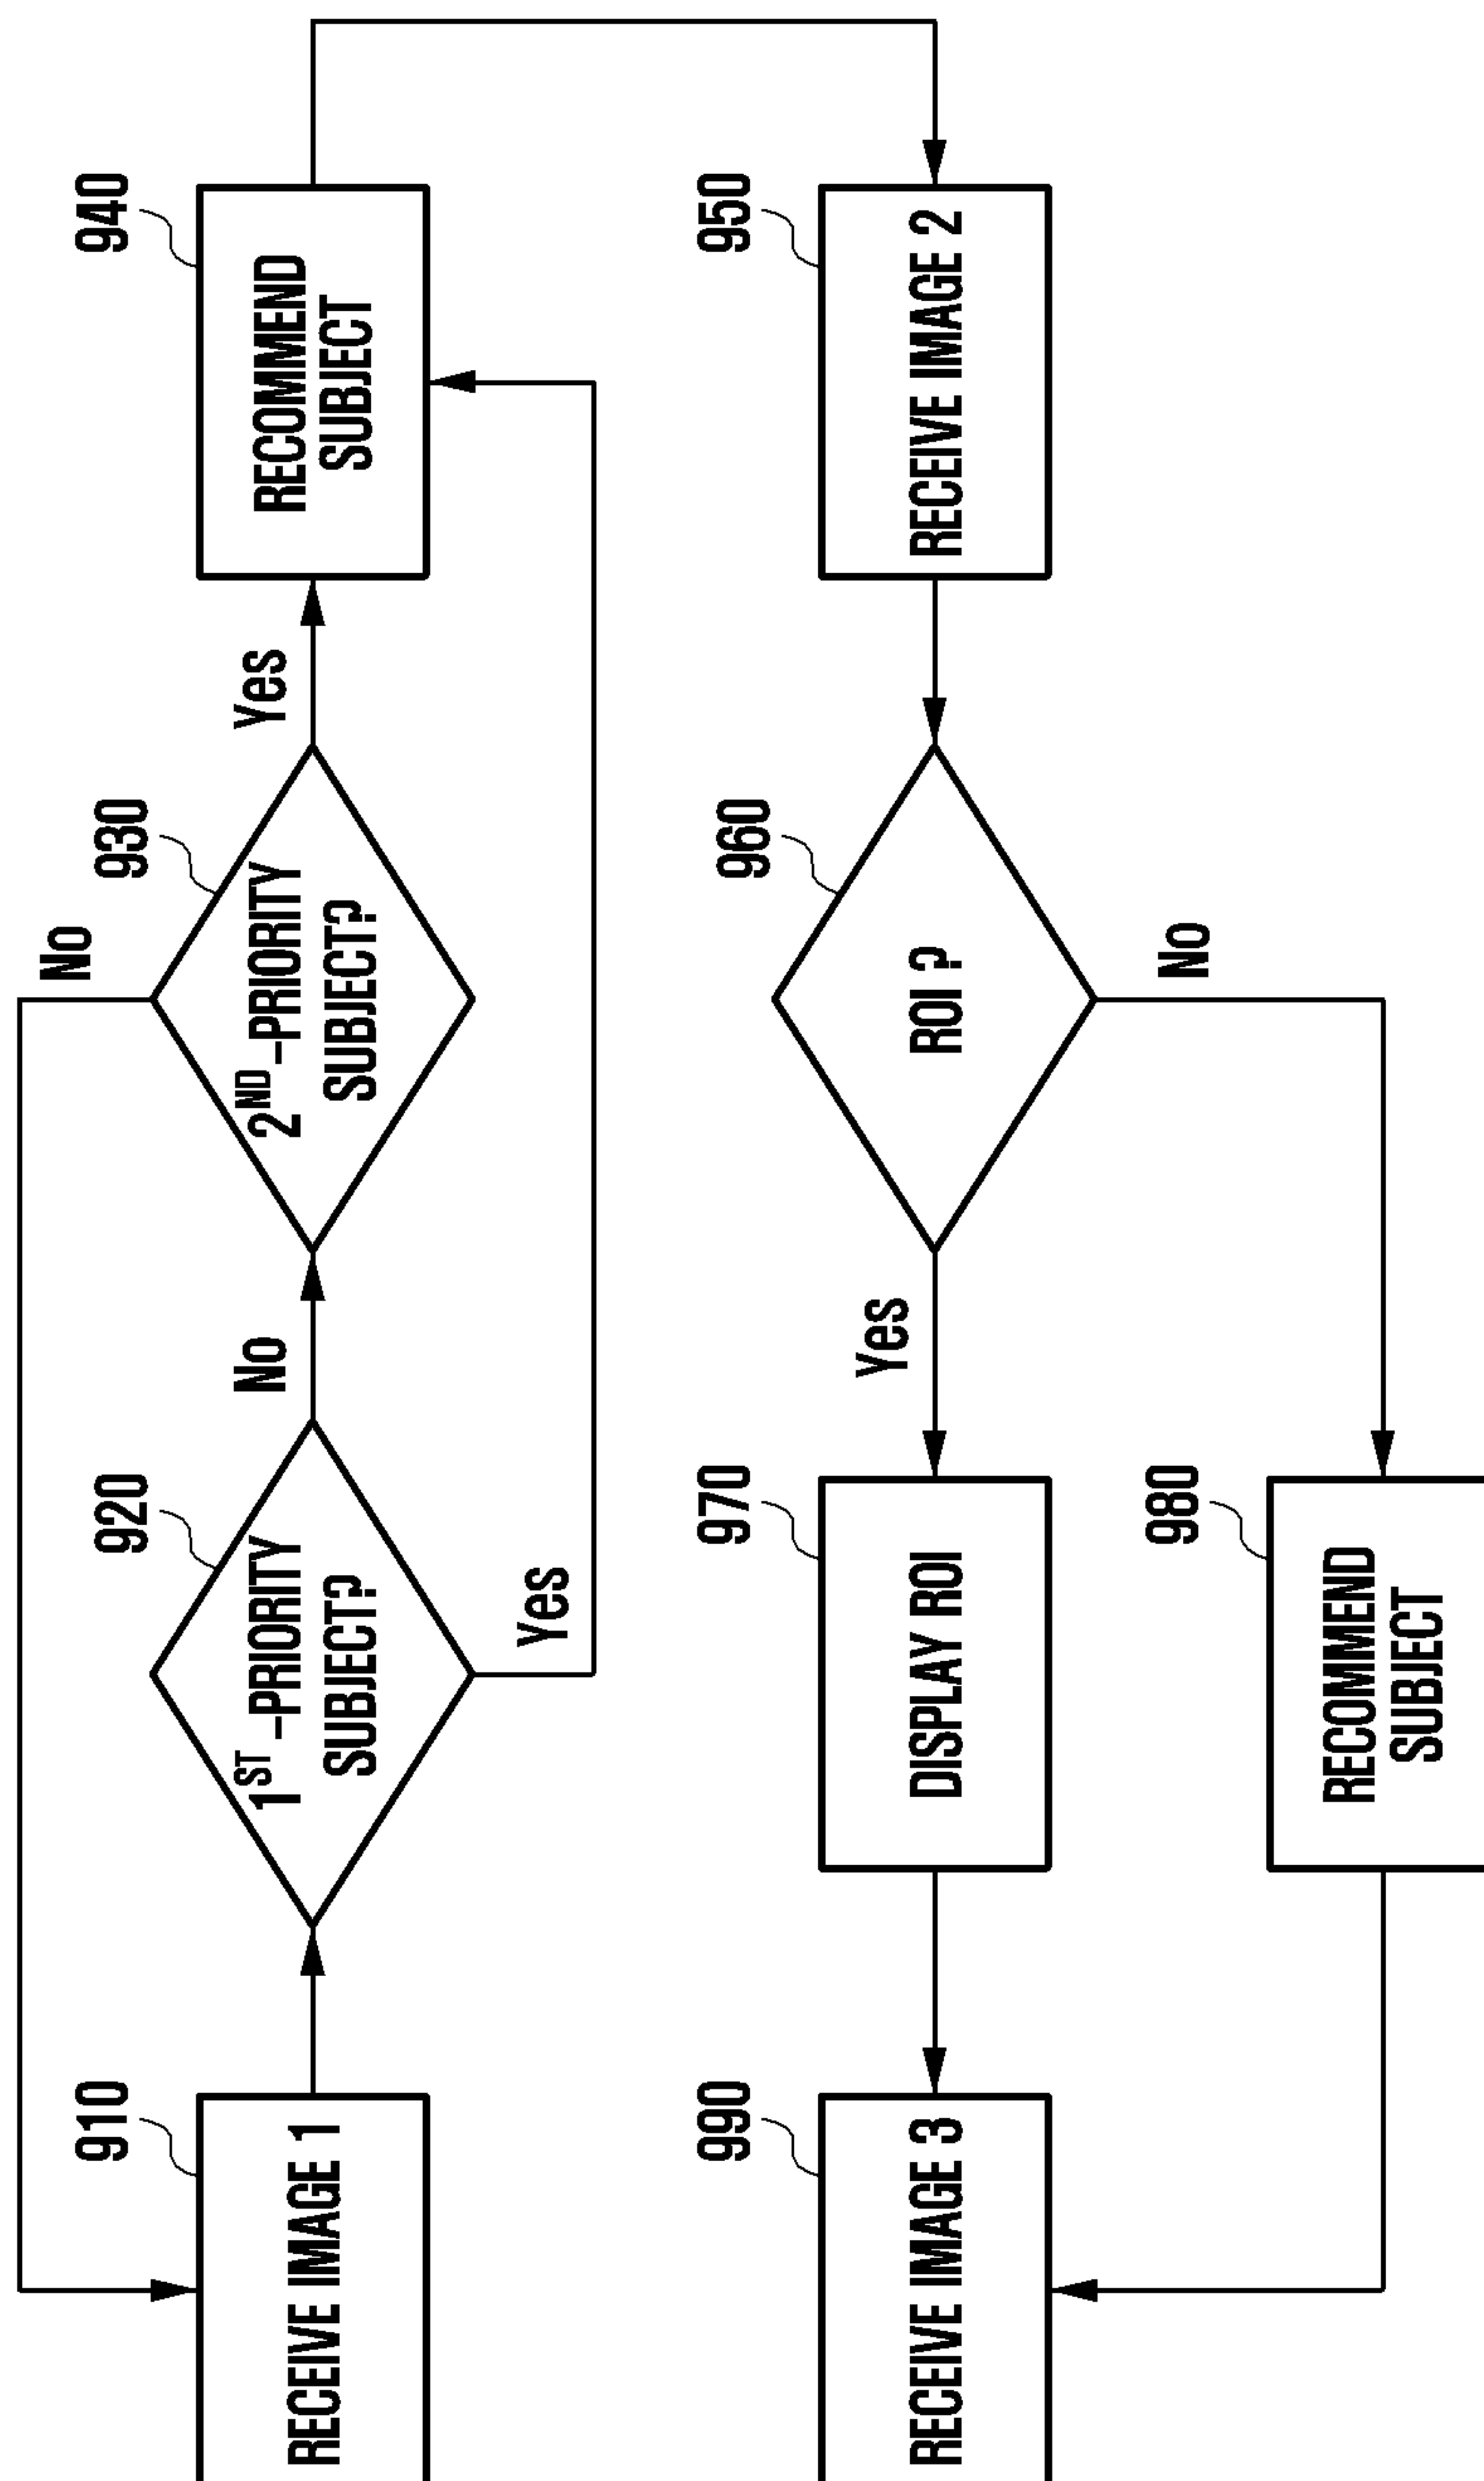 910
RECEIVE IMAGE 1
920
1ST-PRIORITY
SUBJECT?
No
Yes
930
2ND-PRIORITY
SUBJECT?
No
Yes
940
RECOMMEND
SUBJECT
950
RECEIVE IMAGE 2
960
ROI ?
Yes
No
970
DISPLAY ROI
980
RECOMMEND
SUBJECT
990
RECEIVE IMAGE 3